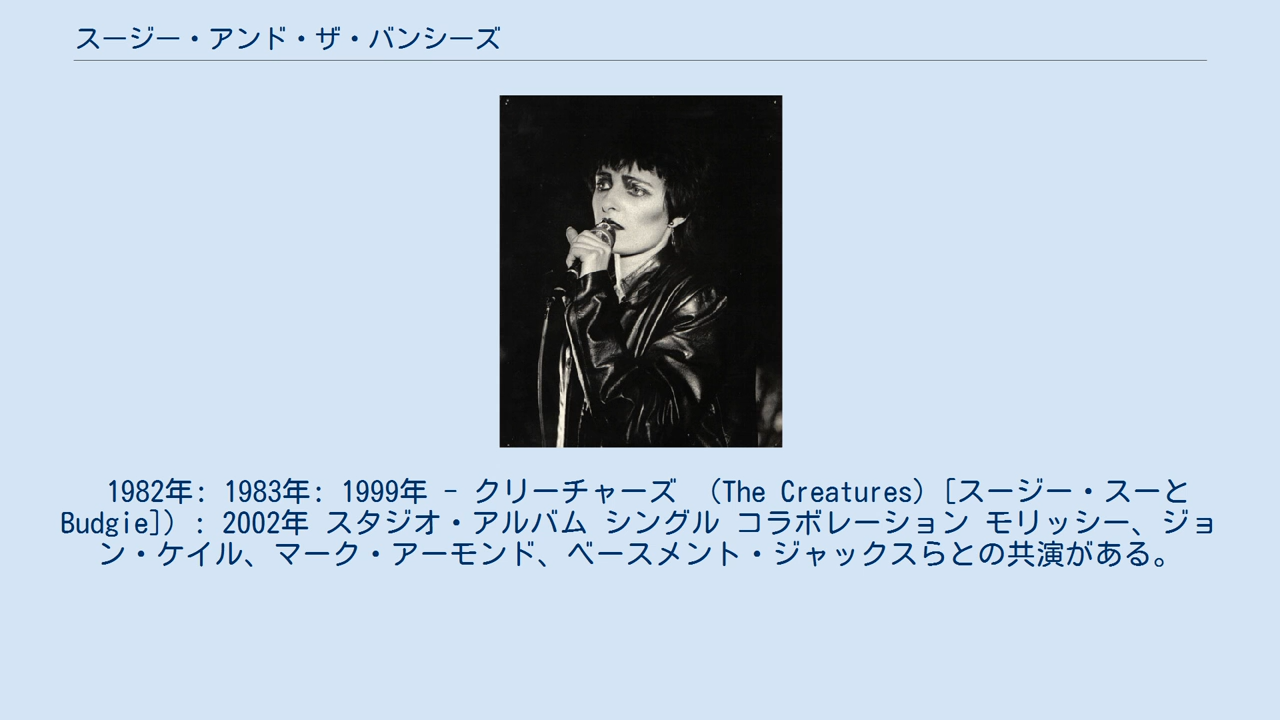 スージー・アンド・ザ・バンシーズ
1982年: 1983年: 1999年 - クリーチャーズ （The Creatures）[スージー・スーと
Budgie]）: 2002年 スタジオ・アルバム シングル コラボレーション モリッシー、ジョ
ン・ケイル、マーク・アーモンド、ベースメント・ジャックスらとの共演がある。